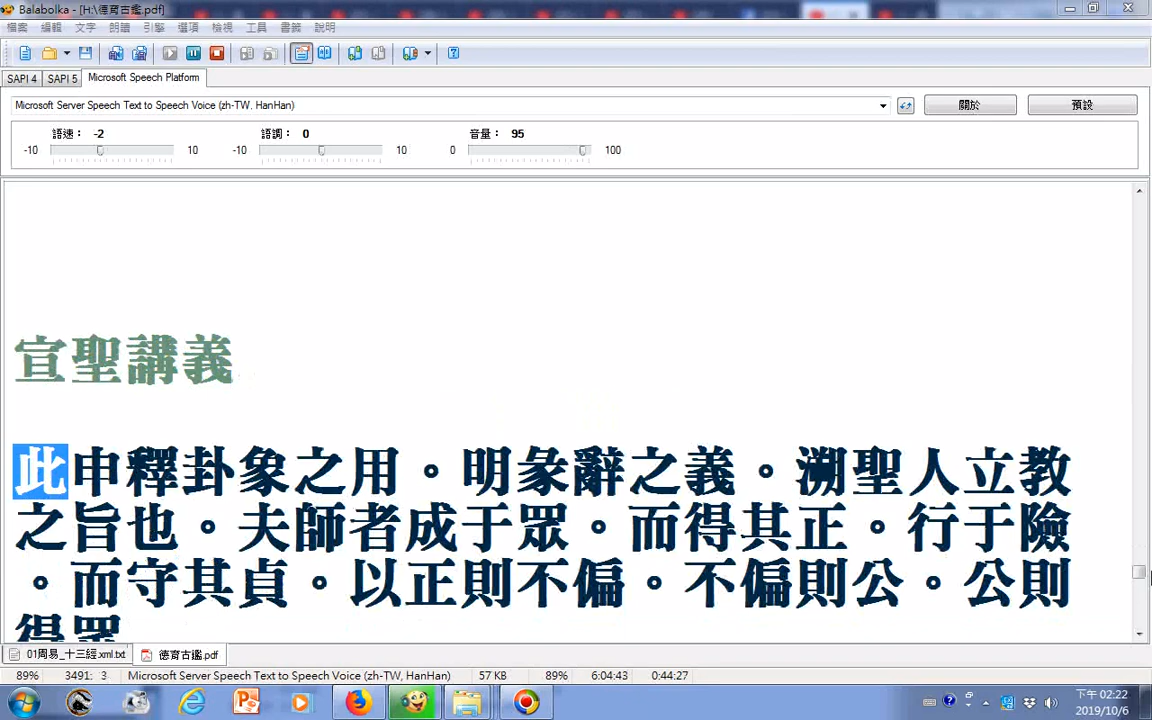 Balabolka - [H:\德育古鑑.pdf]
檔案 編輯 文字 朗讀 引擎 選項 檢視 工具 書籤 說明
SAPI 4 SAPI 5 Microsoft Speech Platform
Microsoft Server Speech Text to Speech Voice (zh-TW, HanHan) 關於 預設
語速： -2 語調： 0 音量： 95
-10 10 -10 10 0 100
宣聖講義
此申釋卦象之用。明彖辭之義。溯聖人立教
之旨也。夫師者成于眾。而得其正。行于險
。而守其貞。以正則不偏。不偏則公。公則
得眾
01周易_十三經.xml.txt 德育古鑑.pdf
89% 3491: 3 Microsoft Server Speech Text to Speech Voice (zh-TW, HanHan) 57 KB 89% 6:04:43 0:44:27
下午 02:22
2019/10/6